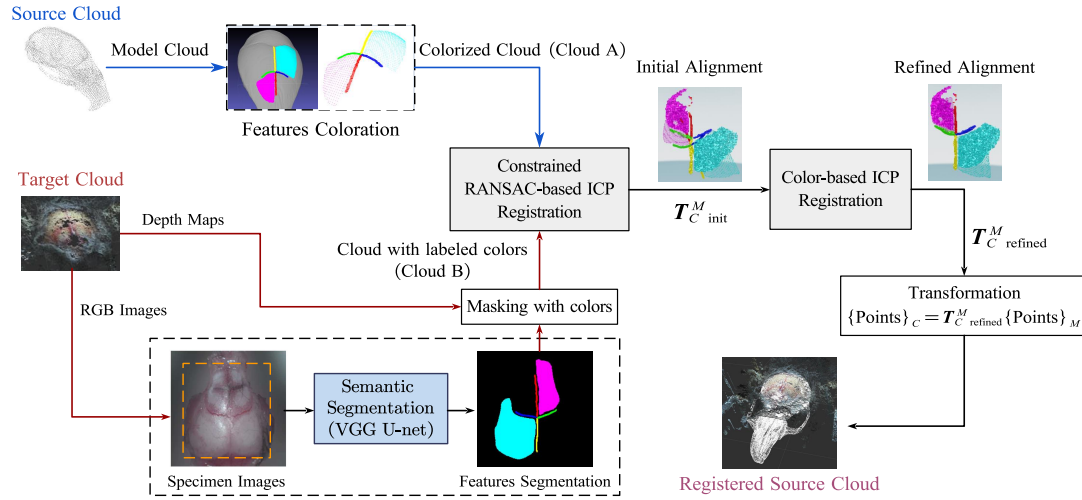 Source Cloud
Model Cloud
Colorized Cloud (Cloud A)
Features Coloration
Initial Alignment
Refined Alignment
Constrained
RANSAC-based ICP
Registration
T_C^M init
Color-based ICP
Registration
T_C^M refined
Target Cloud
Depth Maps
Cloud with labeled colors
(Cloud B)
RGB Images
Masking with colors
Transformation
{Points}_C = T_C^M refined {Points}_M
Semantic
Segmentation
(VGG U-net)
Specimen Images
Features Segmentation
Registered Source Cloud